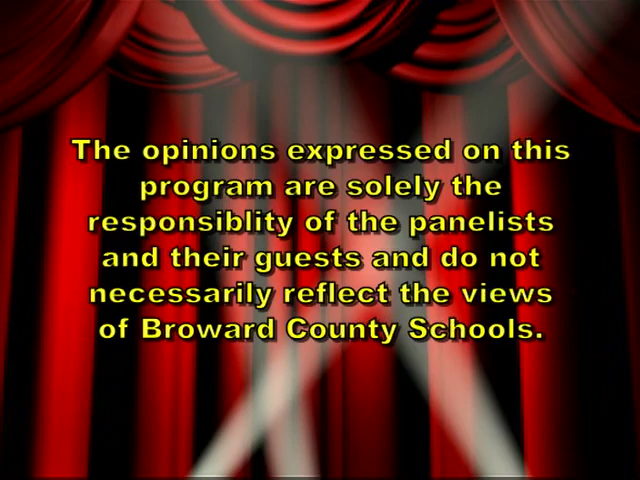 The opinions expressed on this
program are solely the
responsiblity of the panelists
and their guests and do not
necessarily reflect the views
of Broward County Schools.